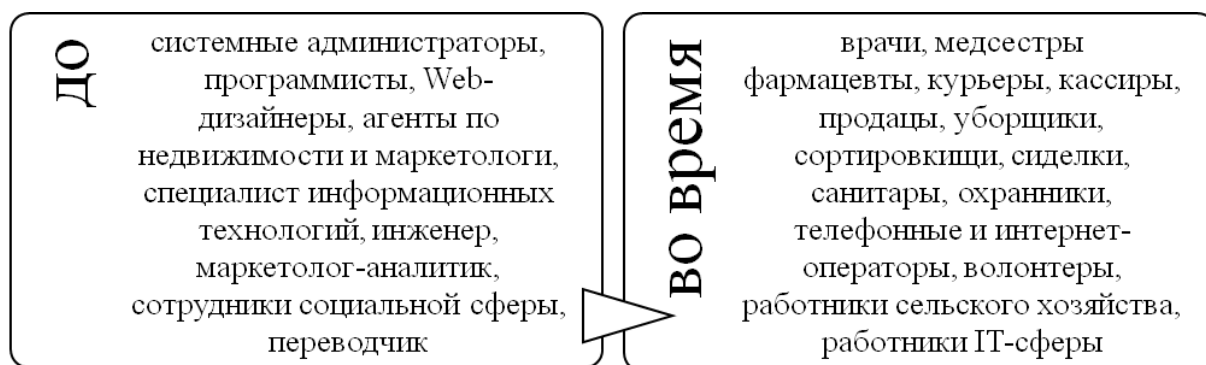 до
системные администраторы,
программисты, Web-
дизайнеры, агенты по
недвижимости и маркетологи,
специалист информационных
технологий, инженер,
маркетолог-аналитик,
сотрудники социальной сферы,
переводчик
во время
врачи, медсестры
фармацевты, курьеры, кассиры,
продацы, уборщики,
сортировкищи, сиделки,
санитары, охранники,
телефонные и интернет-
операторы, волонтеры,
работники сельского хозяйства,
работники IT-сферы